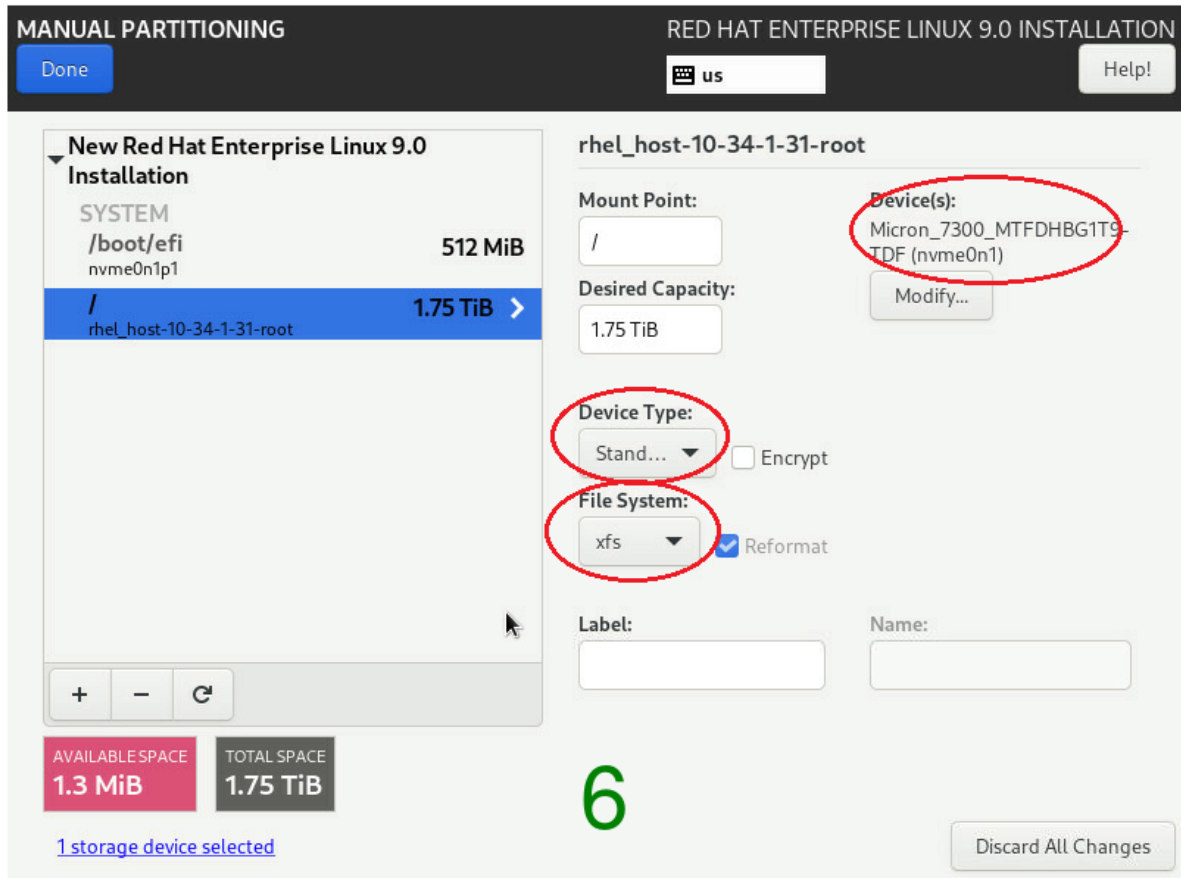 MANUAL PARTITIONING
RED HAT ENTERPRISE LINUX 9.0 INSTALLATION
Done
us
Help!
New Red Hat Enterprise Linux 9.0
Installation
SYSTEM
/boot/efi
512 MiB
nvme0n1p1
/
1.75 TiB
rhel_host-10-34-1-31-root
+
−
AVAILABLE SPACE
1.3 MiB
TOTAL SPACE
1.75 TiB
1 storage device selected
rhel_host-10-34-1-31-root
Mount Point:
/
Desired Capacity:
1.75 TiB
Device(s):
Micron_7300_MTFDHBG1T9-
TDF (nvme0n1)
Modify...
Device Type:
Stand...
Encrypt
File System:
xfs
Reformat
Label:
Name:
6
Discard All Changes